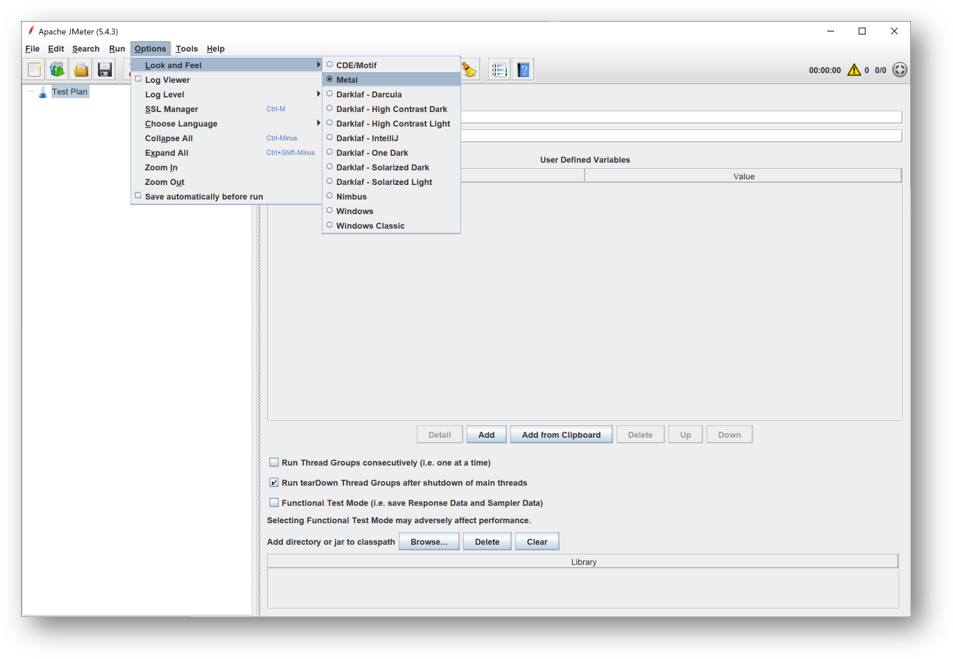 Apache JMeter (5.4.3)
File Edit Search Run Options Tools Help
00:00:00 0 0/0
Look and Feel
Log Viewer
Log Level
SSL Manager Ctrl-M
Choose Language
Collapse All Ctrl-Minus
Expand All Ctrl+Shift-Minus
Zoom In
Zoom Out
Save automatically before run
CDE/Motif
Metal
Darklaf - Darcula
Darklaf - High Contrast Dark
Darklaf - High Contrast Light
Darklaf - IntelliJ
Darklaf - One Dark
Darklaf - Solarized Dark
Darklaf - Solarized Light
Nimbus
Windows
Windows Classic
Test Plan
User Defined Variables
Value
Detail Add Add from Clipboard Delete Up Down
Run Thread Groups consecutively (i.e. one at a time)
Run tearDown Thread Groups after shutdown of main threads
Functional Test Mode (i.e. save Response Data and Sampler Data)
Selecting Functional Test Mode may adversely affect performance.
Add directory or jar to classpath Browse... Delete Clear
Library